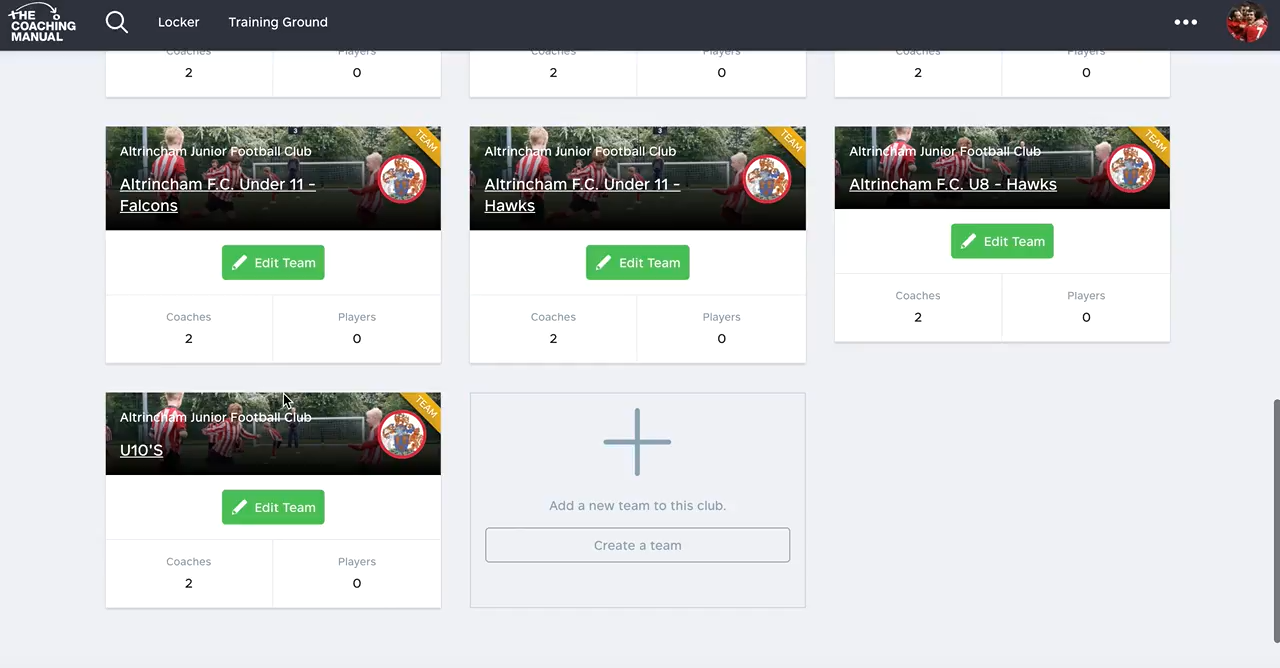 THE
COACHING
MANUAL
Locker
Training Ground
7
Coaches
Players
Coaches
Players
Coaches
Players
2
0
2
0
2
0
TEAM
3
Altrincham Junior Football Club
Altrincham F.C. Under 11 -
Falcons
Edit Team
Coaches
Players
2
0
TEAM
3
Altrincham Junior Football Club
Altrincham F.C. Under 11 -
Hawks
Edit Team
Coaches
Players
2
0
TEAM
Altrincham Junior Football Club
Altrincham F.C. U8 - Hawks
Edit Team
Coaches
Players
2
0
TEAM
Altrincham Junior Football Club
U10'S
Edit Team
Coaches
Players
2
0
Add a new team to this club.
Create a team